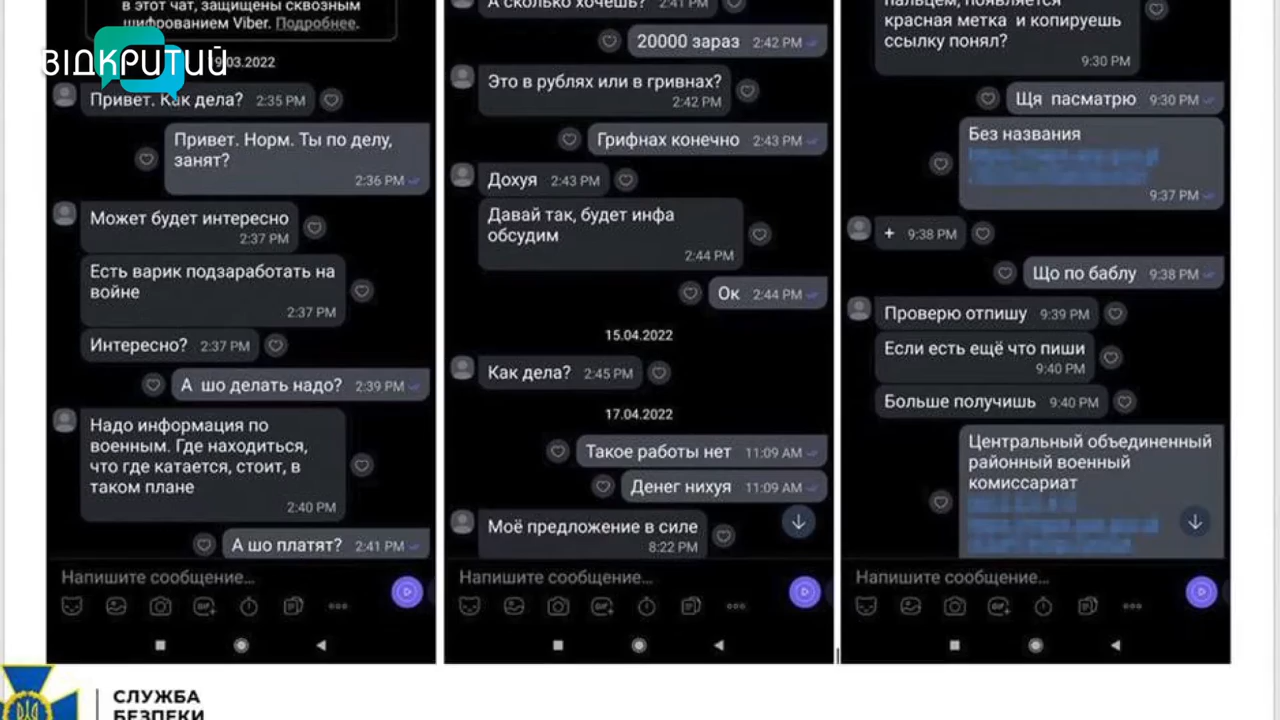 в этот чат, защищены сквозным
шифрованием Viber. Подробнее.
ВІДКРИТИЙ
.03.2022
Привет. Как дела? 2:35 PM
Привет. Норм. Ты по делу,
занят?
2:36 PM
Может будет интересно
2:37 PM
Есть варик подзаработать на
войне
2:37 PM
Интересно? 2:37 PM
А шо делать надо? 2:39 PM
Надо информация по
военным. Где находиться,
что где катается, стоит, в
таком плане
2:40 PM
А шо платят? 2:41 PM
Напишите сообщение...
GIF
А сколько хочешь? 2:41 PM
20000 зараз 2:42 PM
Это в рублях или в гривнах?
2:42 PM
Грифнах конечно 2:43 PM
Дохуя 2:43 PM
Давай так, будет инфа
обсудим
2:44 PM
Ок 2:44 PM
15.04.2022
Как дела? 2:45 PM
17.04.2022
Такое работы нет 11:09 AM
Денег нихуя 11:09 AM
Моё предложение в силе
8:22 PM
Напишите сообщение...
GIF
пальцем, появляется
красная метка и копируешь
ссылку понял?
9:30 PM
Щя пасматрю 9:30 PM
Без названия
9:37 PM
+ 9:38 PM
Що по баблу 9:38 PM
Проверю отпишу 9:39 PM
Если есть ещё что пиши
9:40 PM
Больше получишь 9:40 PM
Центральный объединенный
районный военный
комиссариат
Напишите сообщение...
GIF
СЛУЖБА
БЕЗПЕКИ